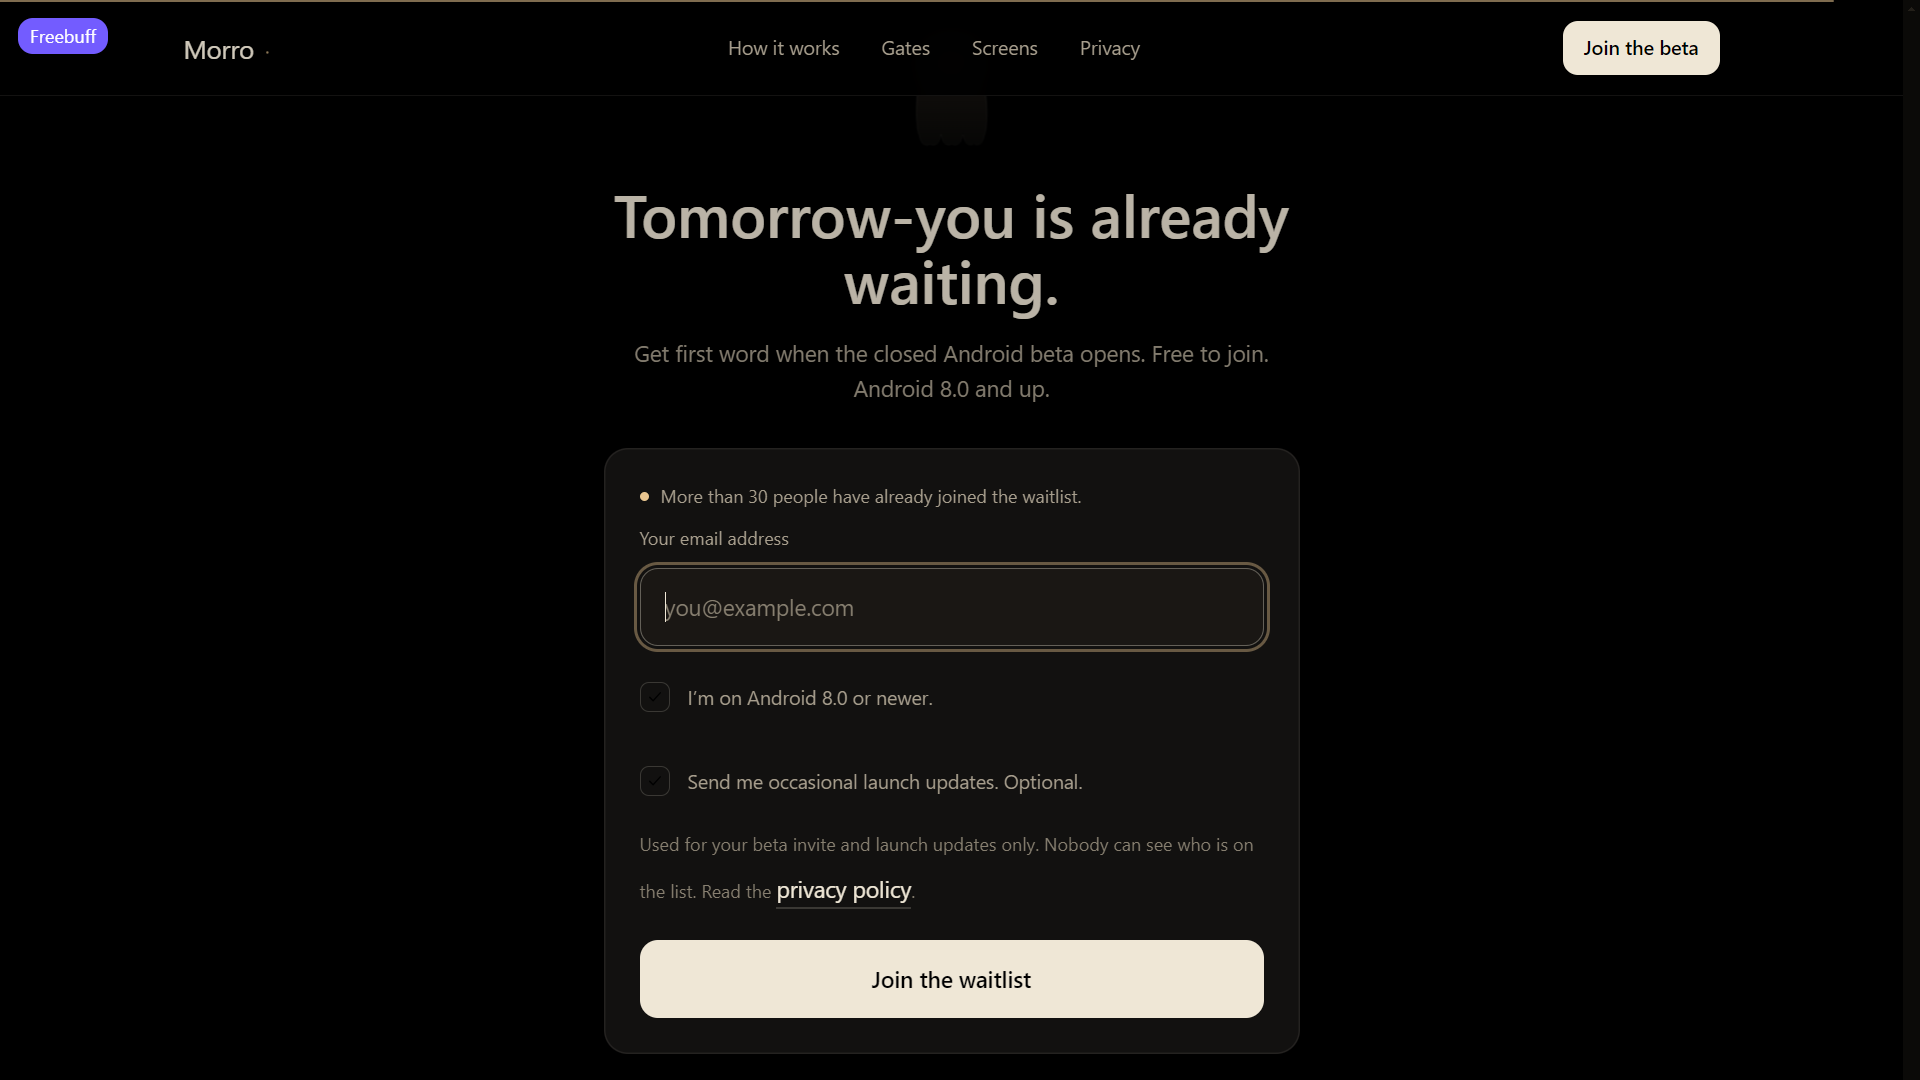 Freebuff
Morro ·
How it works
Gates
Screens
Privacy
Join the beta
Tomorrow-you is already
waiting.
Get first word when the closed Android beta opens. Free to join.
Android 8.0 and up.
More than 30 people have already joined the waitlist.
Your email address
you@example.com
I’m on Android 8.0 or newer.
Send me occasional launch updates. Optional.
Used for your beta invite and launch updates only. Nobody can see who is on
the list. Read the privacy policy.
Join the waitlist